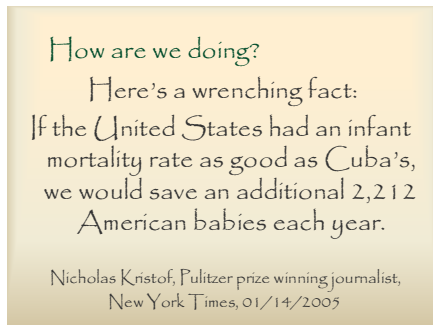 How are we doing?
Here's a wrenching fact:
If the United States had an infant
mortality rate as good as Cuba's,
we would save an additional 2,212
American babies each year.
Nicholas Kristof, Pulitzer prize winning journalist,
New York Times, 01/14/2005